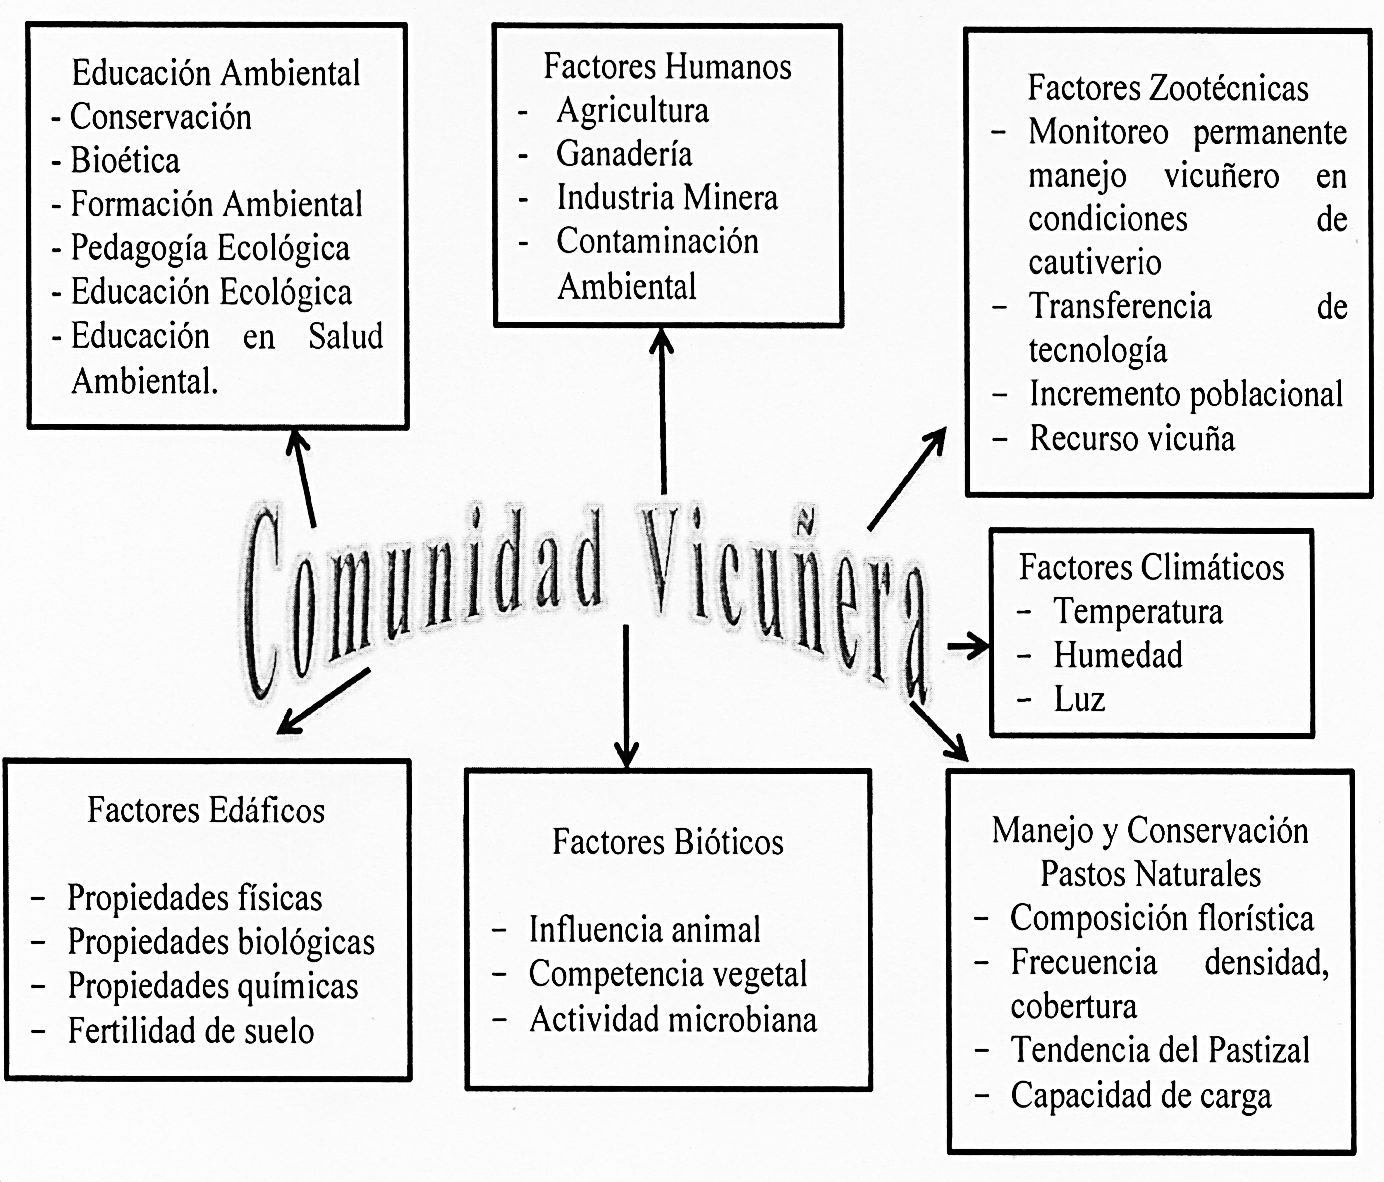 Educación Ambiental
- Conservación
- Bioética
- Formación Ambiental
- Pedagogía Ecológica
- Educación Ecológica
- Educación en Salud
Ambiental.
Factores Humanos
- Agricultura
- Ganadería
- Industria Minera
- Contaminación
Ambiental
Factores Zootécnicas
- Monitoreo permanente
manejo vicuñero en
condiciones de
cautiverio
- Transferencia de
tecnología
- Incremento poblacional
- Recurso vicuña
Comunidad Vicuñera
Factores Climáticos
- Temperatura
- Humedad
- Luz
Factores Edáficos
- Propiedades físicas
- Propiedades biológicas
- Propiedades químicas
- Fertilidad de suelo
Factores Bióticos
- Influencia animal
- Competencia vegetal
- Actividad microbiana
Manejo y Conservación
Pastos Naturales
- Composición florística
- Frecuencia densidad,
cobertura
- Tendencia del Pastizal
- Capacidad de carga